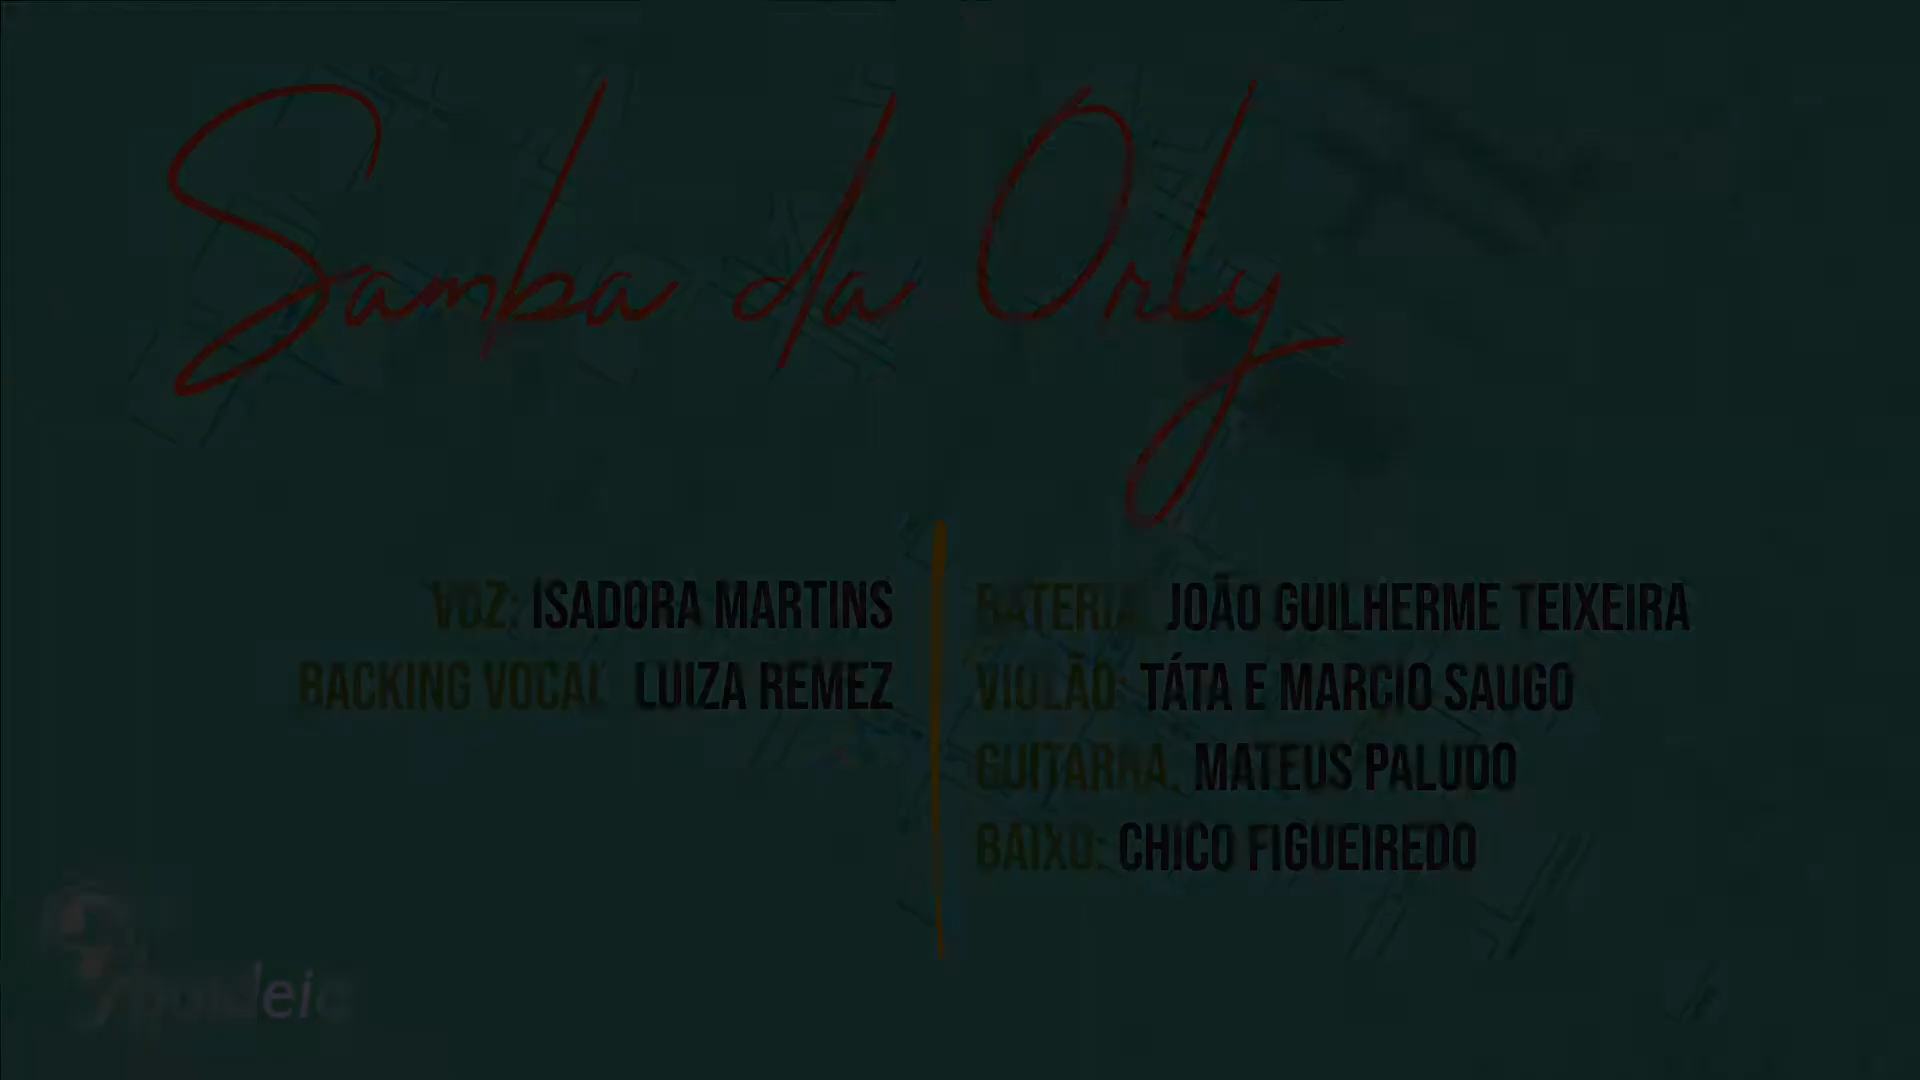 Samba da Orly
VOZ: ISADORA MARTINS
BACKING VOCAL LUIZA REMEZ
BATERIA JOÃO GUILHERME TEIXEIRA
VIOLÃO: TÁTA E MARCIO SAUGO
GUITARRA: MATEUS PALUDO
BAIXO: CHICO FIGUEIREDO